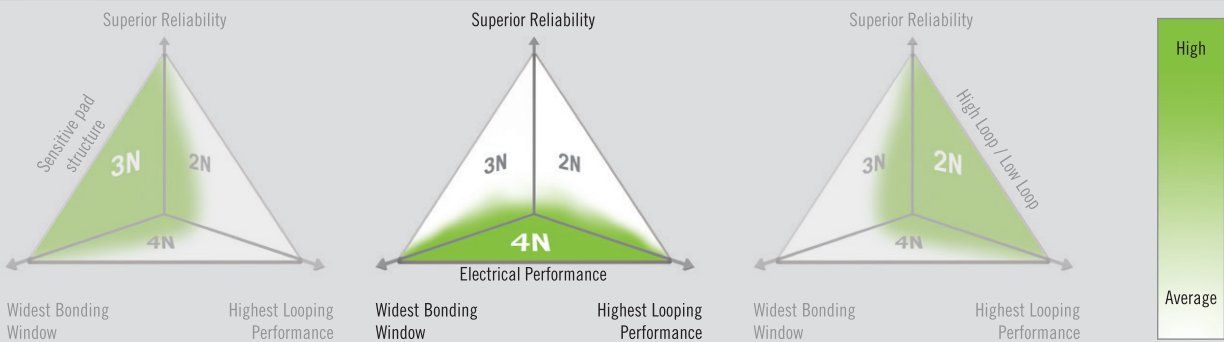 Superior Reliability
Sensitive pad
structure
3N
2N
4N
Widest Bonding
Window
Highest Looping
Performance
Superior Reliability
3N
2N
4N
Electrical Performance
Widest Bonding
Window
Highest Looping
Performance
Superior Reliability
High Loop / Low Loop
3N
2N
4N
Widest Bonding
Window
Highest Looping
Performance
High
Average